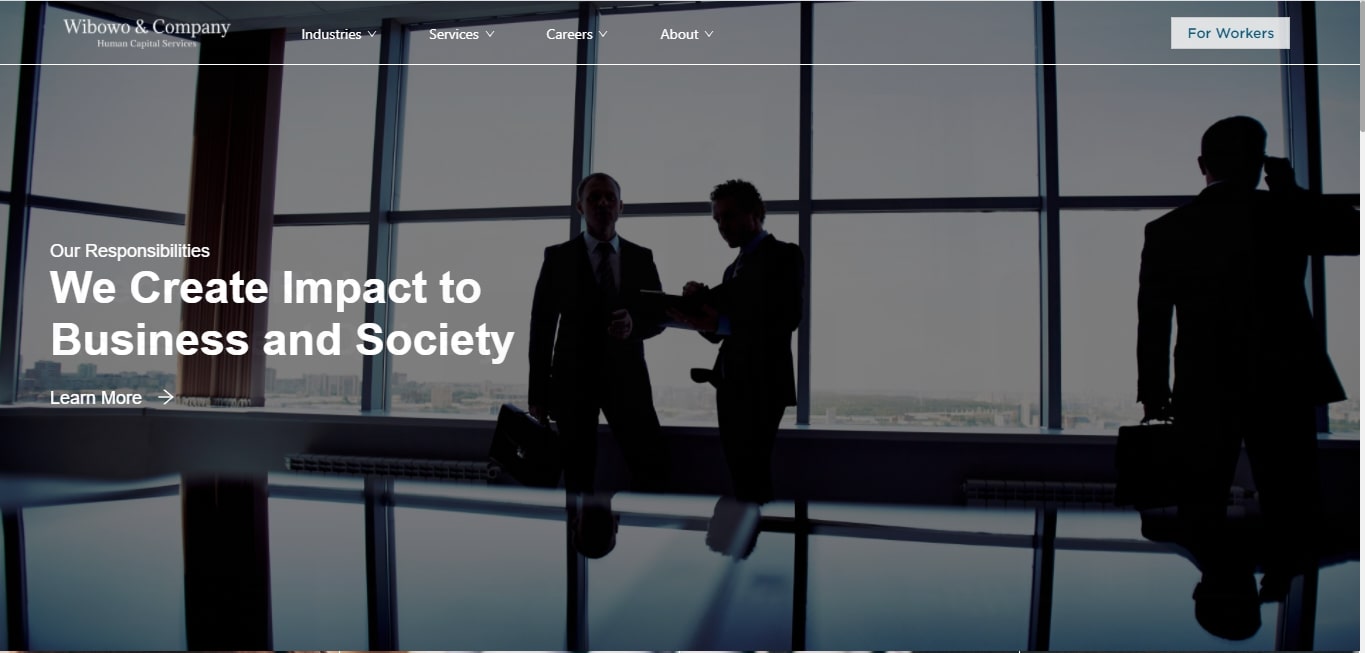 Wibowo & Company
Human Capital Services
Industries
Services
Careers
About
For Workers
Our Responsibilities
We Create Impact to
Business and Society
Learn More